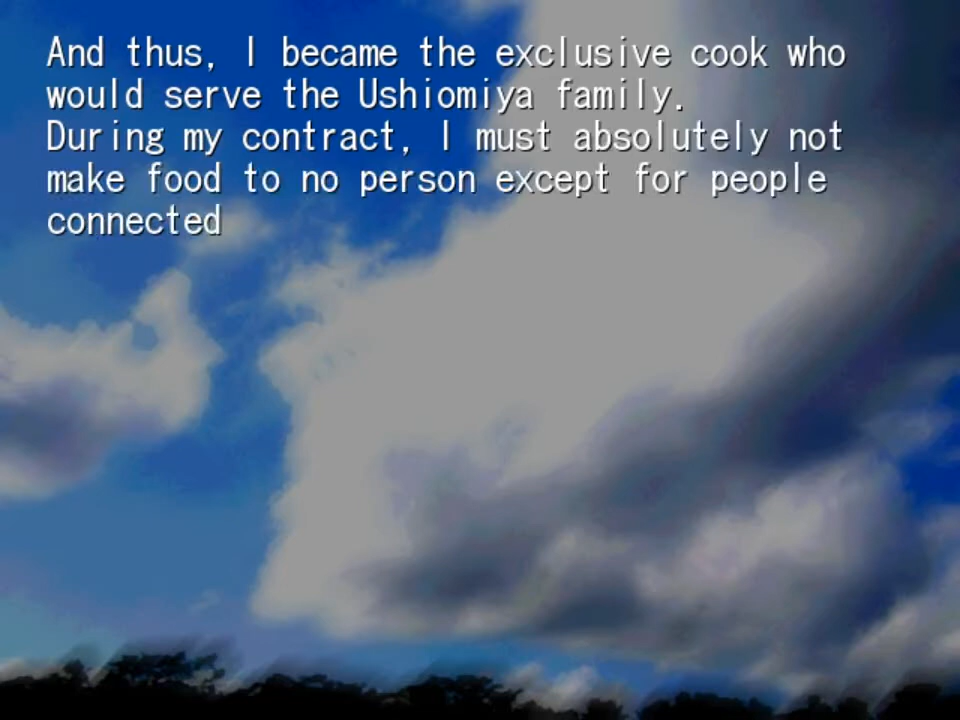 And thus, I became the exclusive cook who
would serve the Ushiomiya family.
During my contract, I must absolutely not
make food to no person except for people
connected